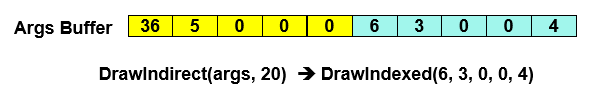 Args Buffer 36 5 0 0 0 6 3 0 0 4
DrawIndirect(args, 20) ➔ DrawIndexed(6, 3, 0, 0, 4)